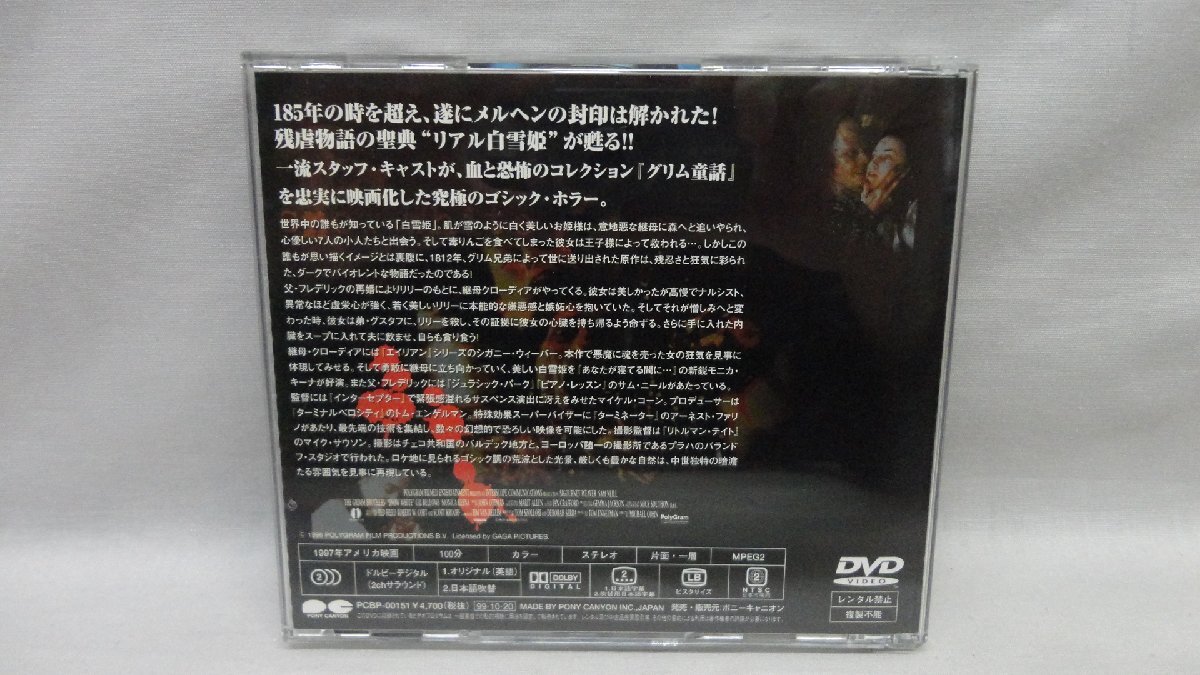 185年の時を超え、遂にメルヘンの封印は解かれた!
残虐物語の聖典“リアル白雪姫”が甦る!!
一流スタッフ・キャストが、血と恐怖のコレクション『グリム童話』
を忠実に映画化した究極のゴシック・ホラー。
世界中の誰もが知っている「白雪姫」。肌が雪のように白く美しいお姫様は、意地悪な継母に森へと追いやられ、
心優しい7人の小人たちと出会う。そして毒りんごを食べてしまった彼女は王子様によって救われる…。しかしこの
誰もが思い描くイメージとは裏腹に、1812年、グリム兄弟によって世に送り出された原作は、残忍さと狂気に彩られ
た、ダークでバイオレントな物語だったのである!
父・フレデリックの再婚によりリリーのもとに、継母クローディアがやってくる。彼女は美しかったが高慢でナルシスト、
異常なほど虚栄心が強く、若く美しいリリーに本能的な嫌悪感と嫉妬心を抱いていた。そしてそれが憎しみへと変
わった時、彼女は弟・グスタフに、リリーを殺し、その証拠に彼女の心臓を持ち帰るよう命ずる。さらに手に入れた内
臓をスープに入れて夫に飲ませ、自らも貪り食う!
継母・クローディアには『エイリアン』シリーズのシガニー・ウィーバー。本作で悪魔に魂を売った女の狂気を見事に
体現してみせる。そして勇敢に継母に立ち向かっていく、美しい白雪姫を『あなたが寝てる間に…』の新鋭モニカ・
キーナが好演。また父・フレデリックには『ジュラシック・パーク』『ピアノ・レッスン』のサム・ニールがあたっている。
監督には『インターセプター』で緊張感溢れるサスペンス演出に冴えをみせたマイケル・コーン。プロデューサーは
『ターミナルベロシティ』のトム・エンゲルマン。特殊効果スーパーバイザーに『ターミネーター』のアーネスト・ファリ
ノがあたり、最先端の技術を集結し、数々の幻想的で恐ろしい映像を可能にした。撮影監督は『リトルマン・テイト』
のマイク・サウソン。撮影はチェコ共和国のバルデック地方と、ヨーロッパ随一の撮影所であるプラハのバランド
フ・スタジオで行われた。ロケ地に見られるゴシック調の荒涼とした光景、厳しくも豊かな自然は、中世独特の暗澹
たる雰囲気を見事に再現している。
POLYGRAM FILMED ENTERTAINMENT INTERSCOPE COMMUNICATIONS SIGOURNEY WEAVER SAM NEILL
PolyGram
POLYGRAM FILM PRODUCTIONS B.V. Licensed by GAGA PICTURES.
1997年アメリカ映画 100分 カラー ステレオ 片面・一層 MPEG2
2 ドルビーデジタル (2chサラウンド) 1.オリジナル(英語) 2.日本語吹替 DOLBY DIGITAL 2 1.日本語字幕 LB ビスタサイズ 2 NTSC
DVD VIDEO
レンタル禁止
複製不能
PONY CANYON PCBP-00151 ¥4,700(税抜) 99・10・20 MADE BY PONY CANYON INC.,JAPAN 発売・販売元 ポニーキャニオン